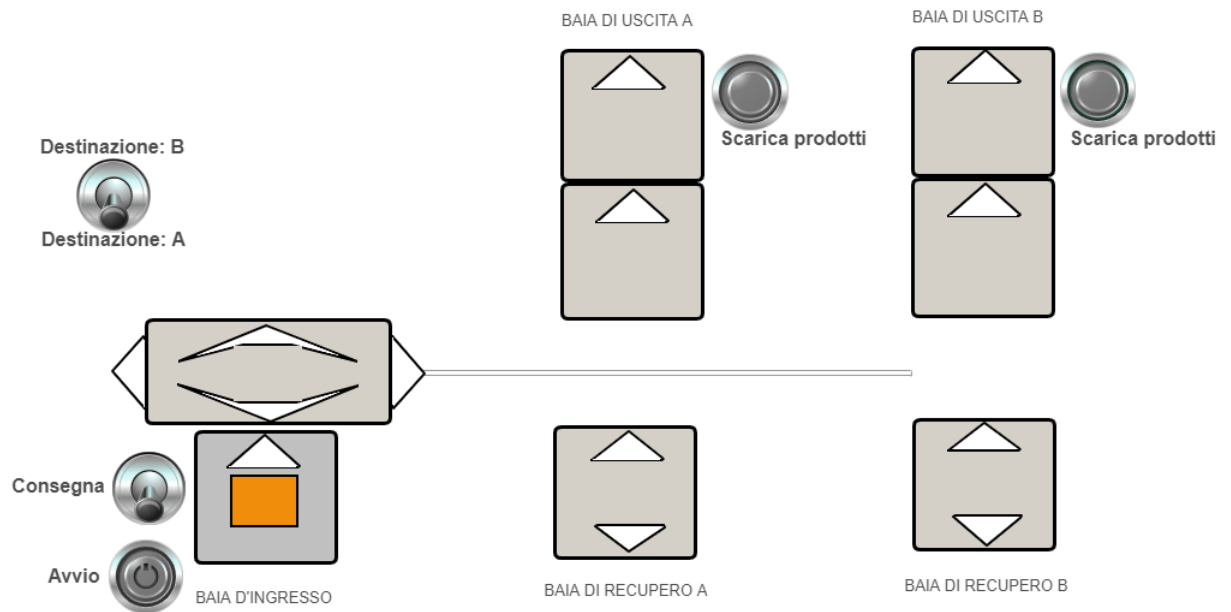 BAIA DI USCITA A
BAIA DI USCITA B
Scarica prodotti
Scarica prodotti
Destinazione: B
Destinazione: A
Consegna
Avvio
BAIA D'INGRESSO
BAIA DI RECUPERO A
BAIA DI RECUPERO B